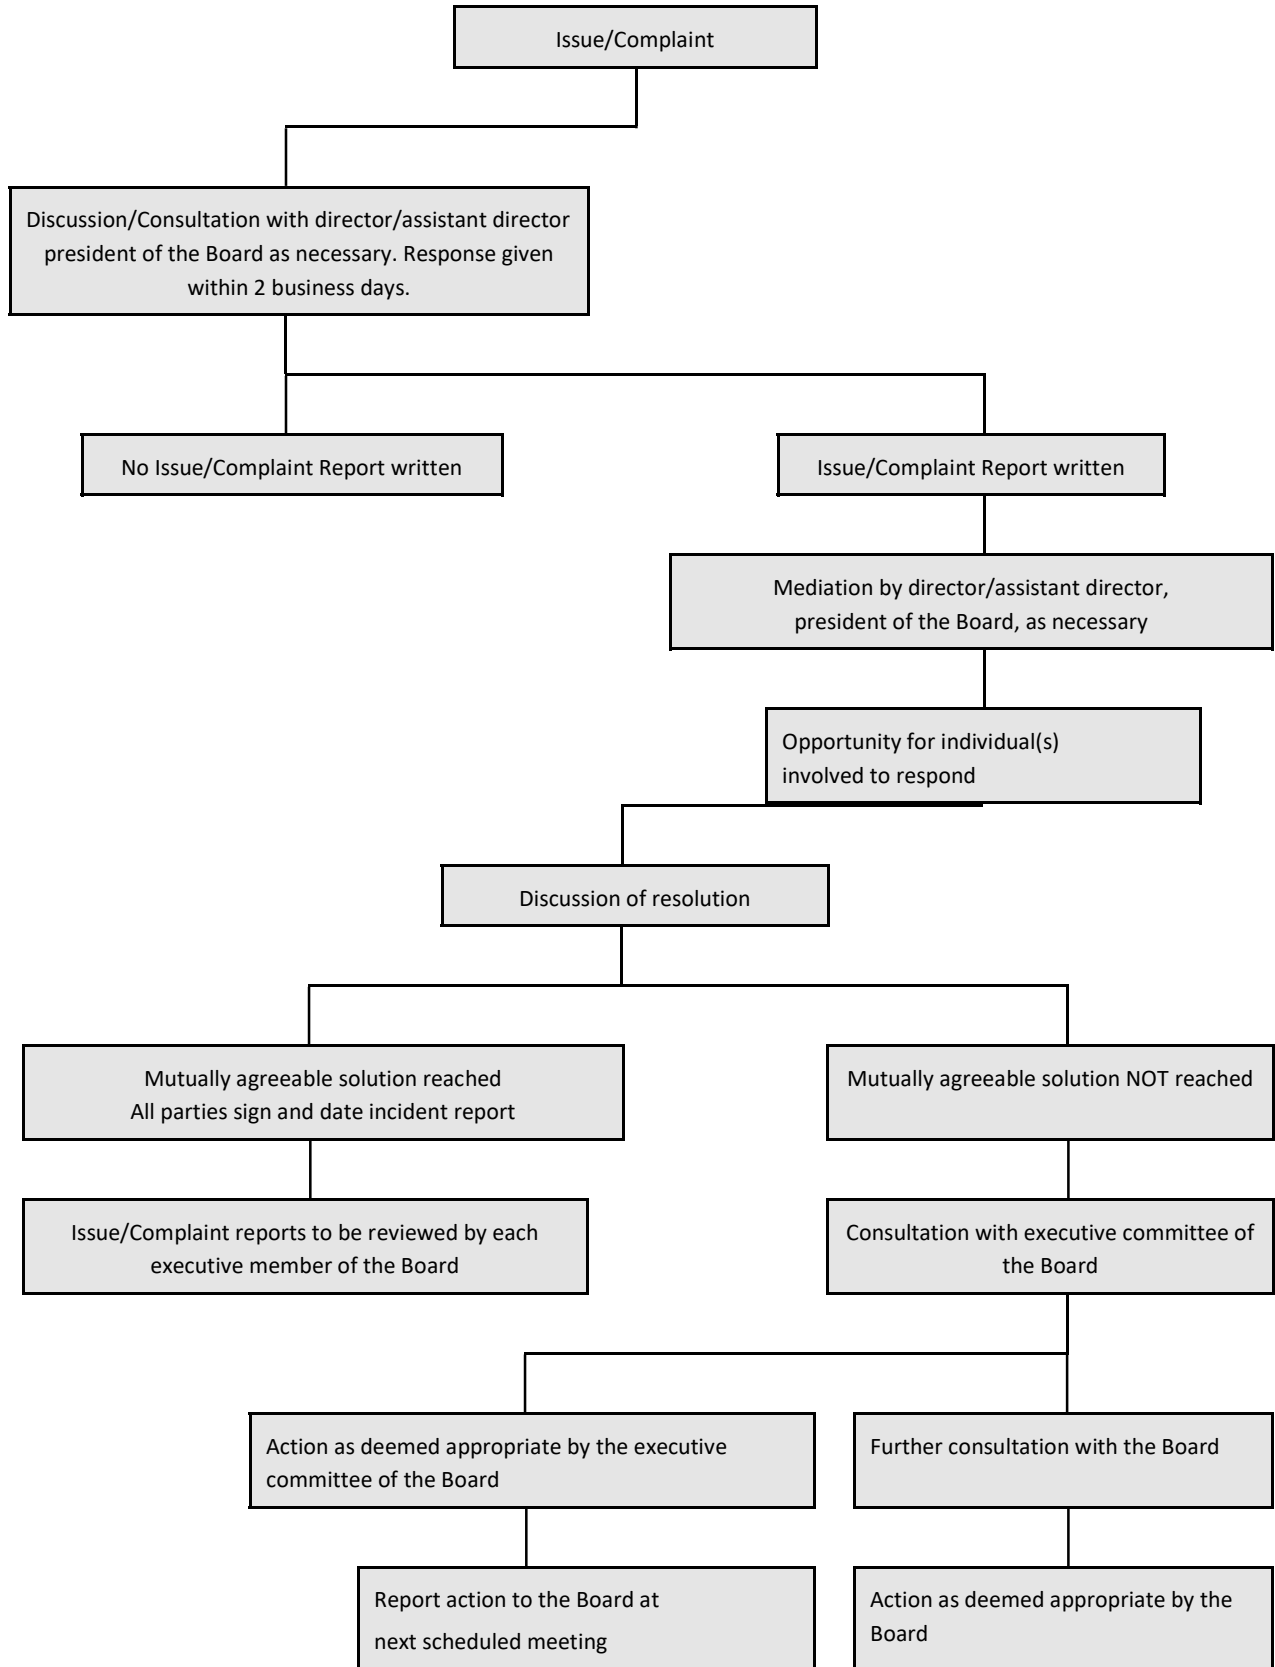 Issue/Complaint
Discussion/Consultation with director/assistant director
president of the Board as necessary. Response given
within 2 business days.
No Issue/Complaint Report written
Issue/Complaint Report written
Mediation by director/assistant director,
president of the Board, as necessary
Opportunity for individual(s)
involved to respond
Discussion of resolution
Mutually agreeable solution reached
All parties sign and date incident report
Mutually agreeable solution NOT reached
Issue/Complaint reports to be reviewed by each
executive member of the Board
Consultation with executive committee of
the Board
Action as deemed appropriate by the executive
committee of the Board
Further consultation with the Board
Report action to the Board at
next scheduled meeting
Action as deemed appropriate by the
Board